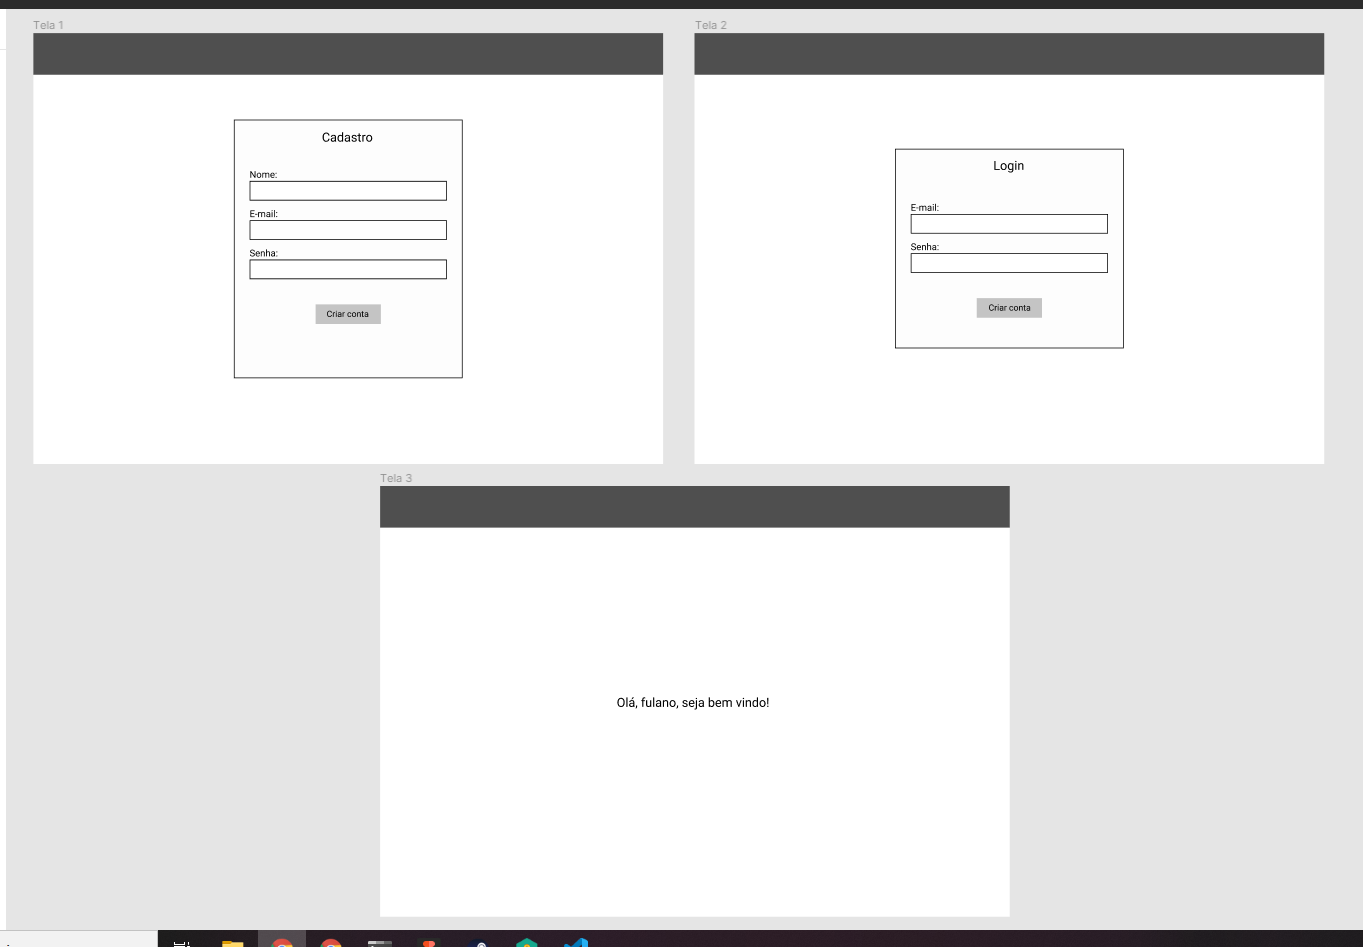 Tela 1
Cadastro
Nome:
E-mail:
Senha:
Criar conta
Tela 2
Login
E-mail:
Senha:
Criar conta
Tela 3
Olá, fulano, seja bem vindo!